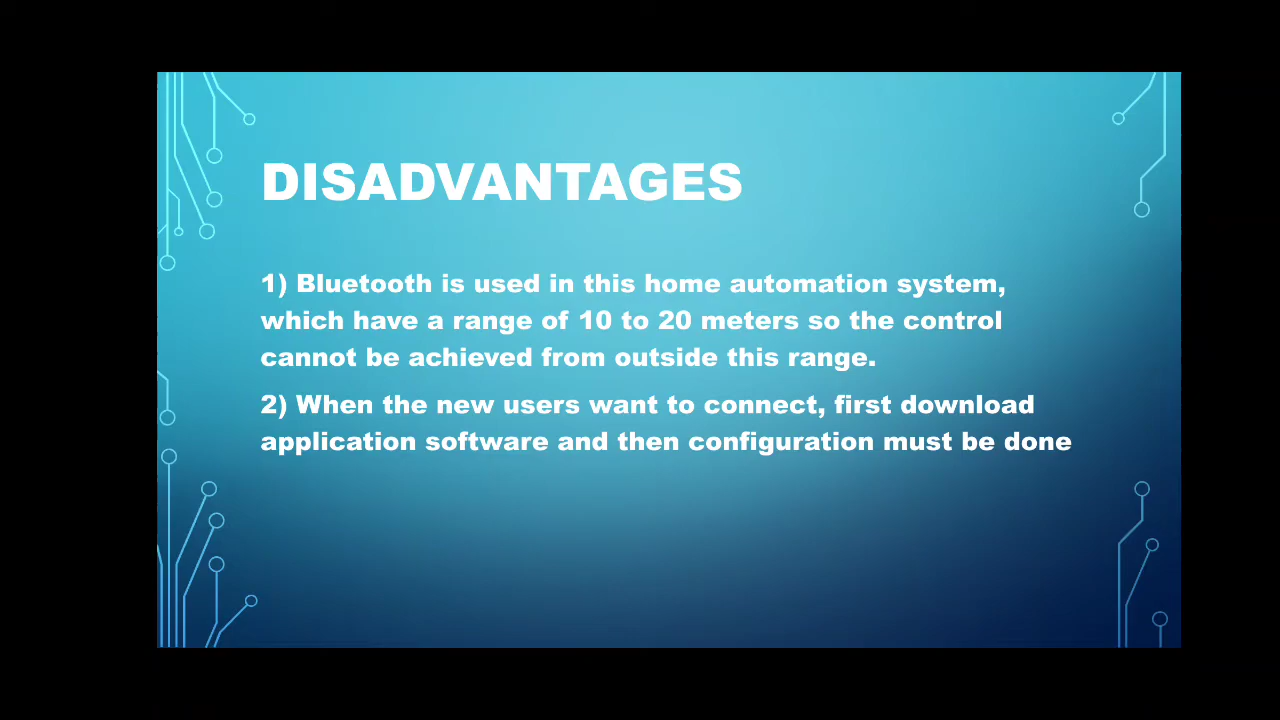 DISADVANTAGES
1) Bluetooth is used in this home automation system,
which have a range of 10 to 20 meters so the control
cannot be achieved from outside this range.
2) When the new users want to connect, first download
application software and then configuration must be done